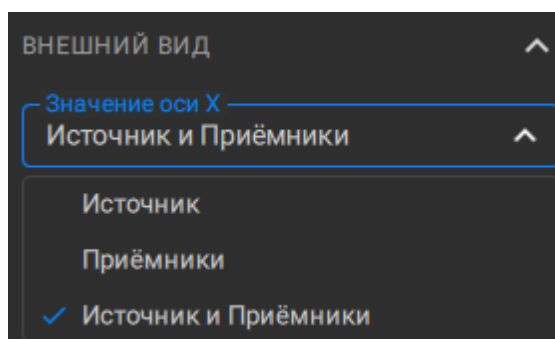 ВНЕШНИЙ ВИД
Значение оси X
Источник и Приёмники
Источник
Приёмники
Источник и Приёмники